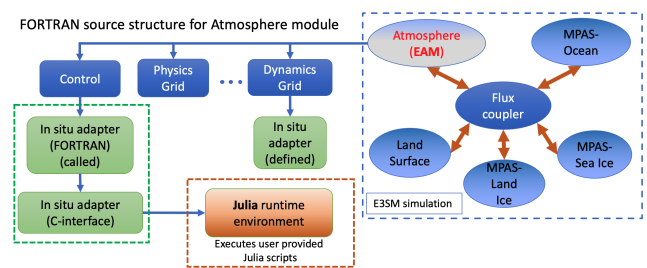 FORTRAN source structure for Atmosphere module
Control
Physics
Grid
Dynamics
Grid
In situ adapter
(FORTRAN)
(called)
In situ
adapter
(defined)
In situ adapter
(C-interface)
Julia runtime
environment
Executes user provided
Julia scripts
Atmosphere
(EAM)
MPAS-
Ocean
Flux
coupler
Land
Surface
MPAS-
Land
Ice
MPAS-
Sea Ice
E3SM simulation